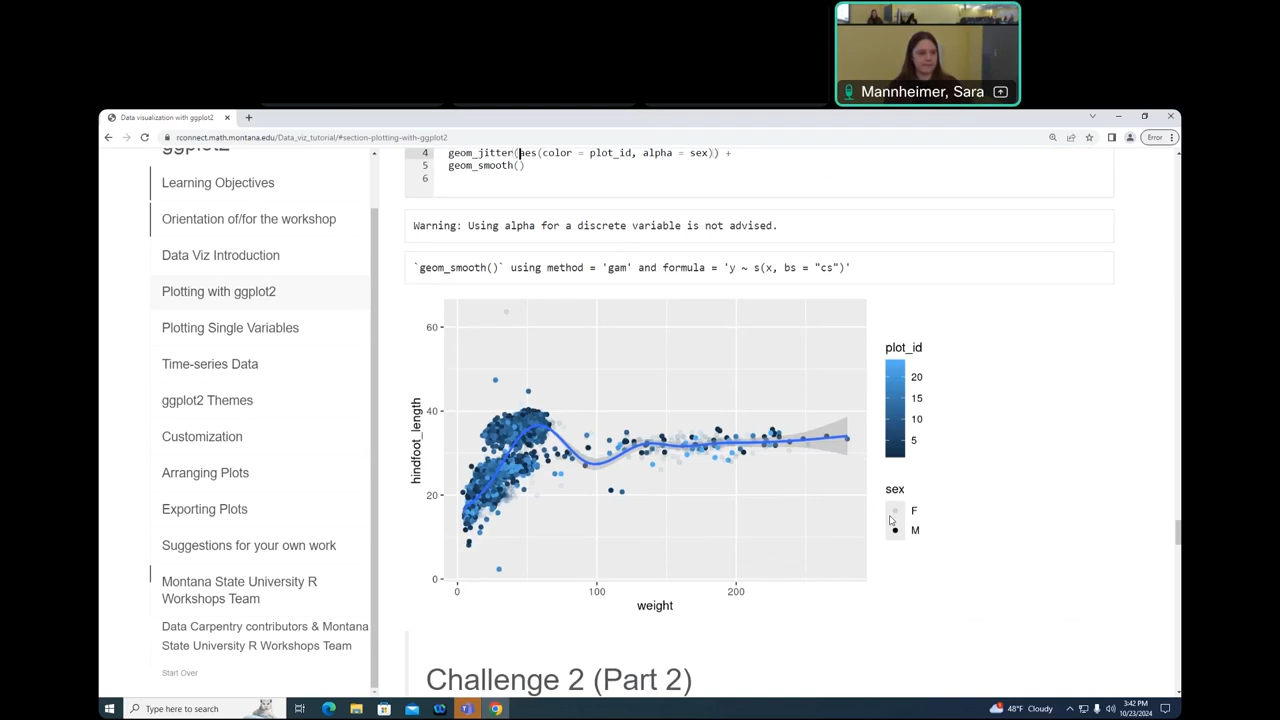 Mannheimer, Sara
Data visualization with ggplot2
rconnect.math.montana.edu/Data_viz_tutorial/#section-plotting-with-ggplot2
Error
ggplot2
Learning Objectives
Orientation of/for the workshop
Data Viz Introduction
Plotting with ggplot2
Plotting Single Variables
Time-series Data
ggplot2 Themes
Customization
Arranging Plots
Exporting Plots
Suggestions for your own work
Montana State University R
Workshops Team
Data Carpentry contributors & Montana
State University R Workshops Team
Start Over
4 geom_jitter(aes(color = plot_id, alpha = sex)) +
5 geom_smooth()
6
Warning: Using alpha for a discrete variable is not advised.
`geom_smooth()` using method = 'gam' and formula = 'y ~ s(x, bs = "cs")'
60
40
20
0
hindfoot_length
0 100 200
weight
plot_id
20
15
10
5
sex
F
M
Challenge 2 (Part 2)
Type here to search
48°F Cloudy
3:42 PM
10/23/2024